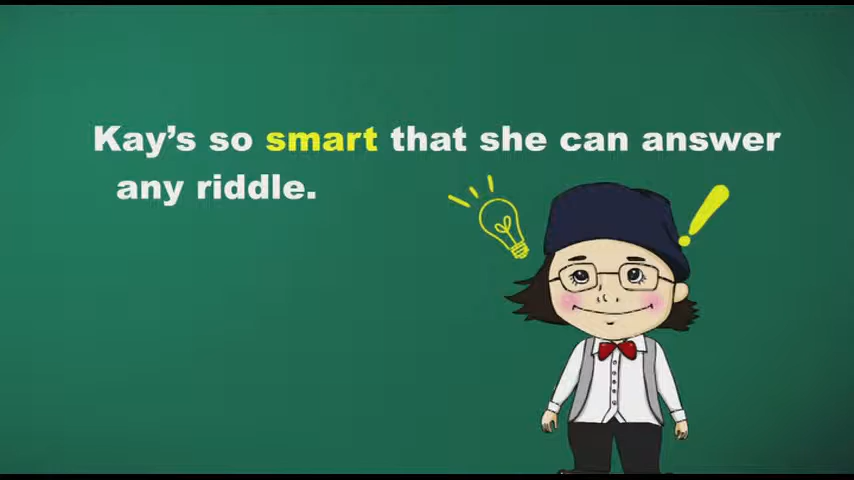 Kay’s so smart that she can answer
any riddle.